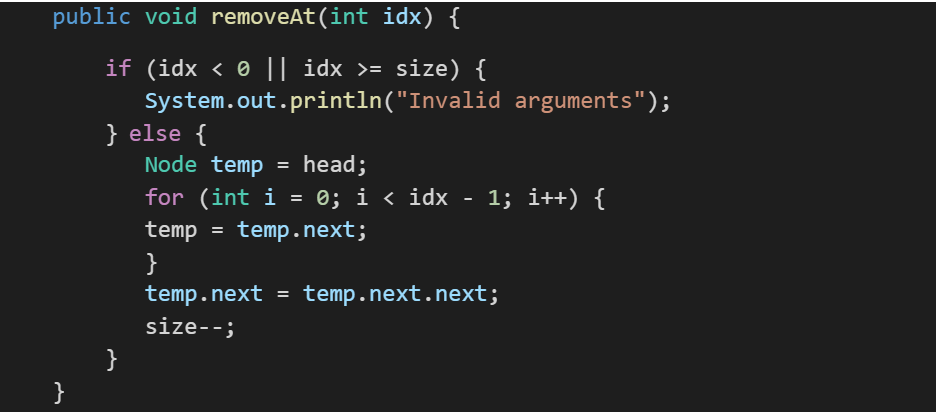 public void removeAt(int idx) {
if (idx < 0 || idx >= size) {
System.out.println("Invalid arguments");
} else {
Node temp = head;
for (int i = 0; i < idx - 1; i++) {
temp = temp.next;
}
temp.next = temp.next.next;
size--;
}
}